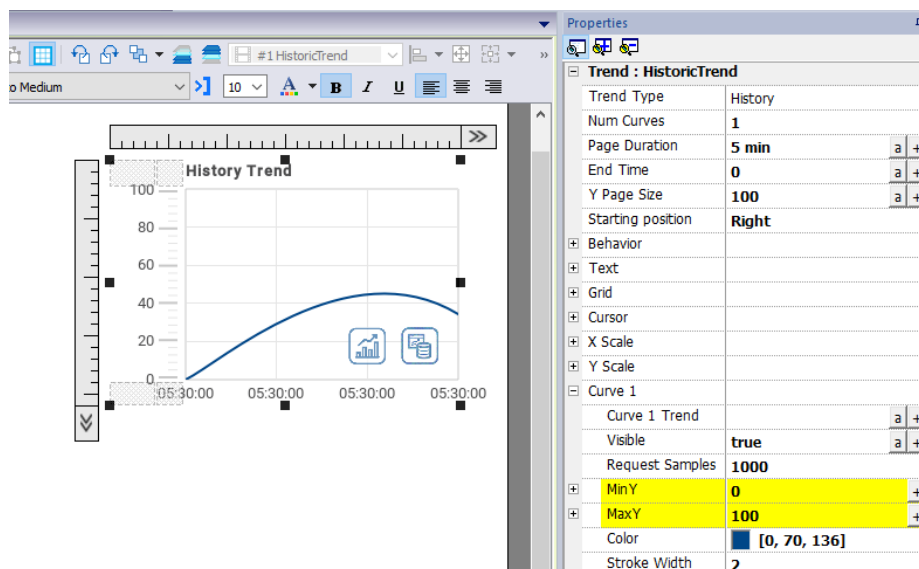 Properties
#1 HistoricTrend
o Medium
10
B I U
History Trend
100
80
60
40
20
0
05:30:00 05:30:00 05:30:00 05:30:00
Trend : HistoricTrend
Trend Type History
Num Curves 1
Page Duration 5 min a +
End Time 0 a +
Y Page Size 100 a +
Starting position Right
Behavior
Text
Grid
Cursor
X Scale
Y Scale
Curve 1
Curve 1 Trend a +
Visible true a +
Request Samples 1000
MinY 0 +
MaxY 100 +
Color [0, 70, 136]
Stroke Width 2